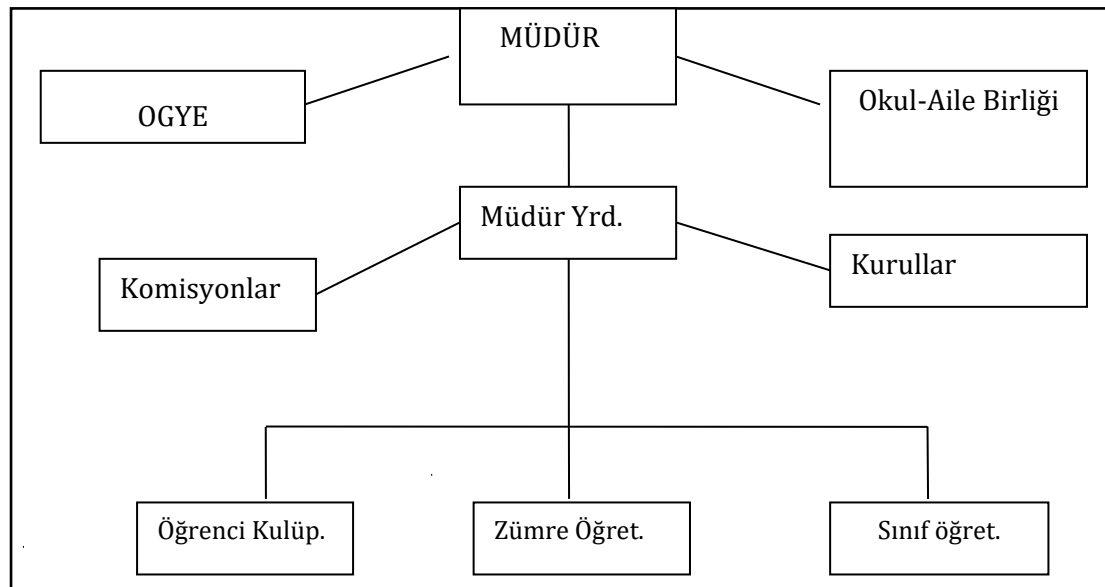 MÜDÜR
OGYE
Okul-Aile Birliği
Müdür Yrd.
Komisyonlar
Kurullar
Öğrenci Kulüp.
Zümre Öğret.
Sınıf öğret.